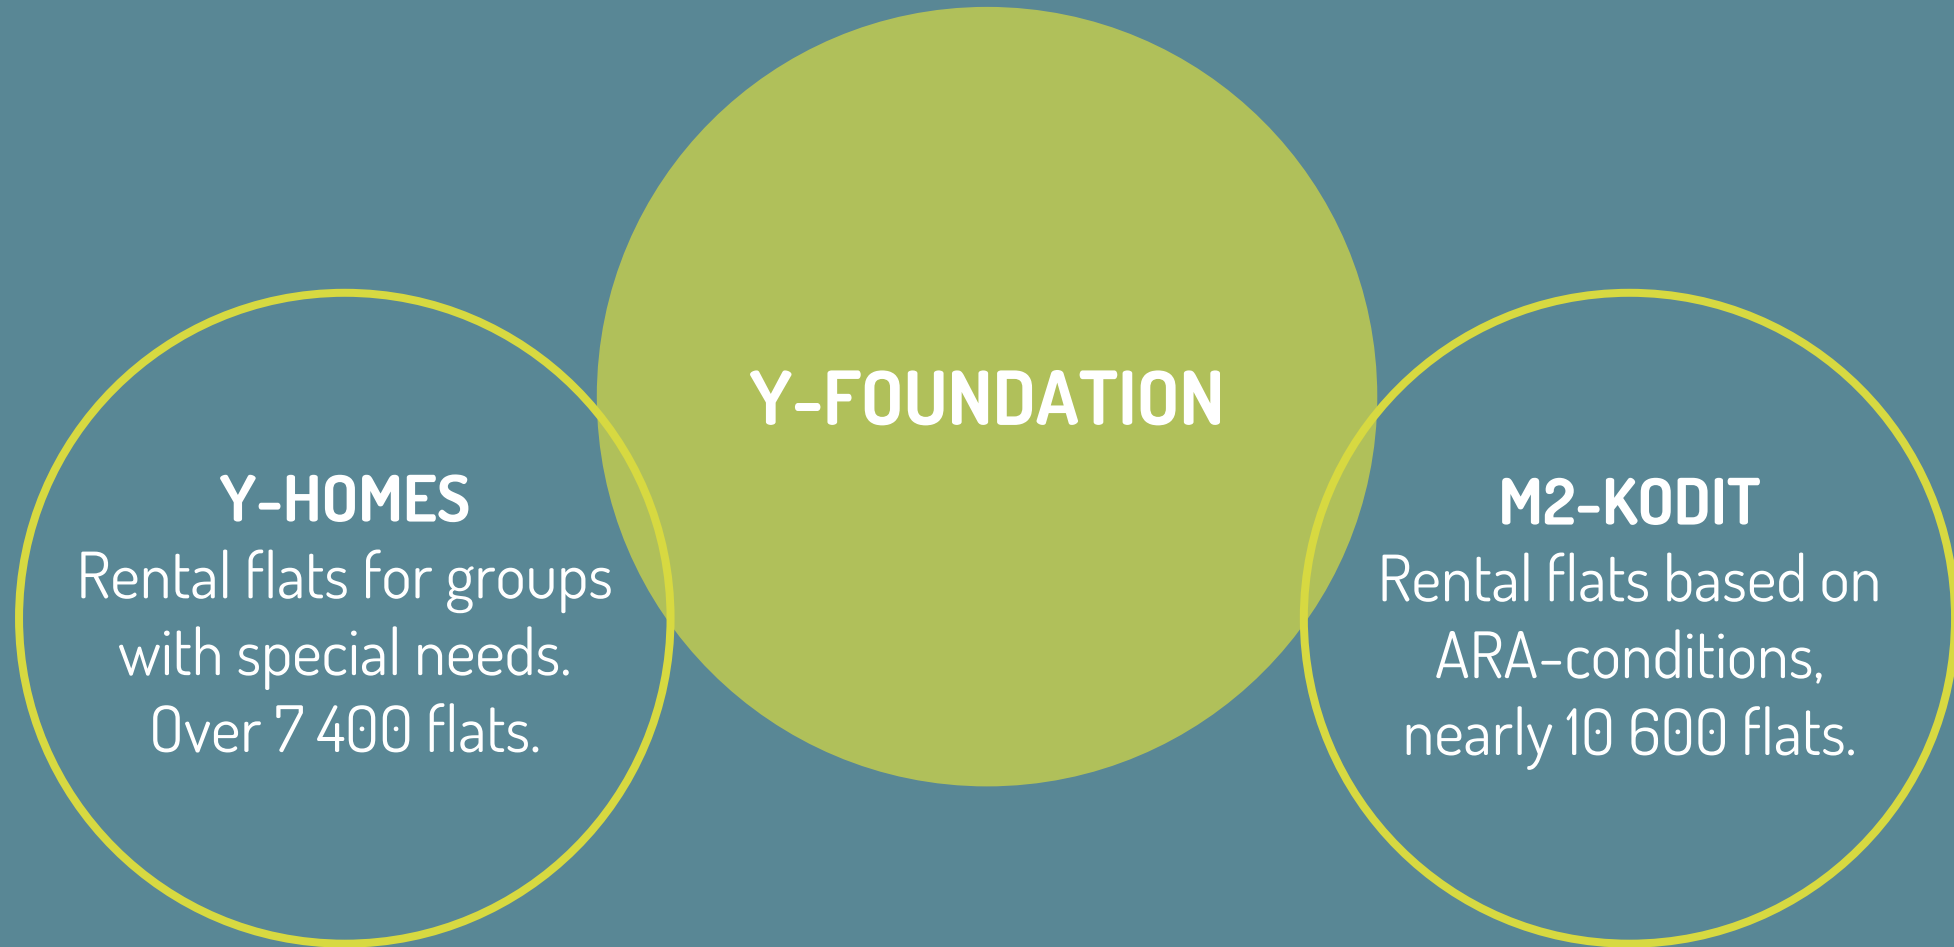 Y-FOUNDATION
Y-HOMES
Rental flats for groups
with special needs.
Over 7 400 flats.
M2-KODIT
Rental flats based on
ARA-conditions,
nearly 10 600 flats.